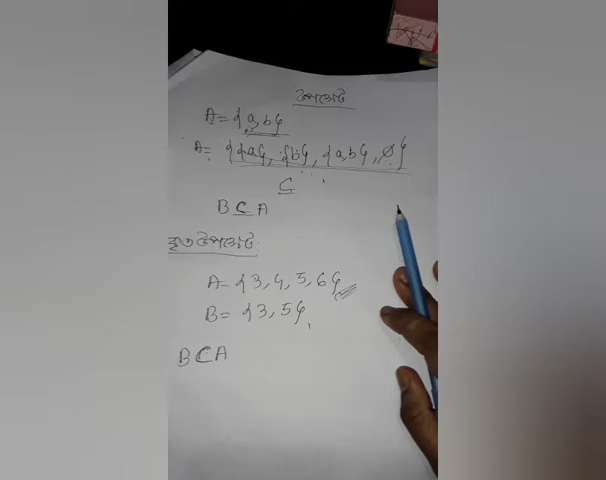 উপসেট
A = {a, b}
A = {{a}, {b}, {a, b}, ∅}
⊆
B ⊆ A
প্রকৃত উপসেট:
A = {3, 4, 5, 6}
B = {3, 5}
B ⊂ A